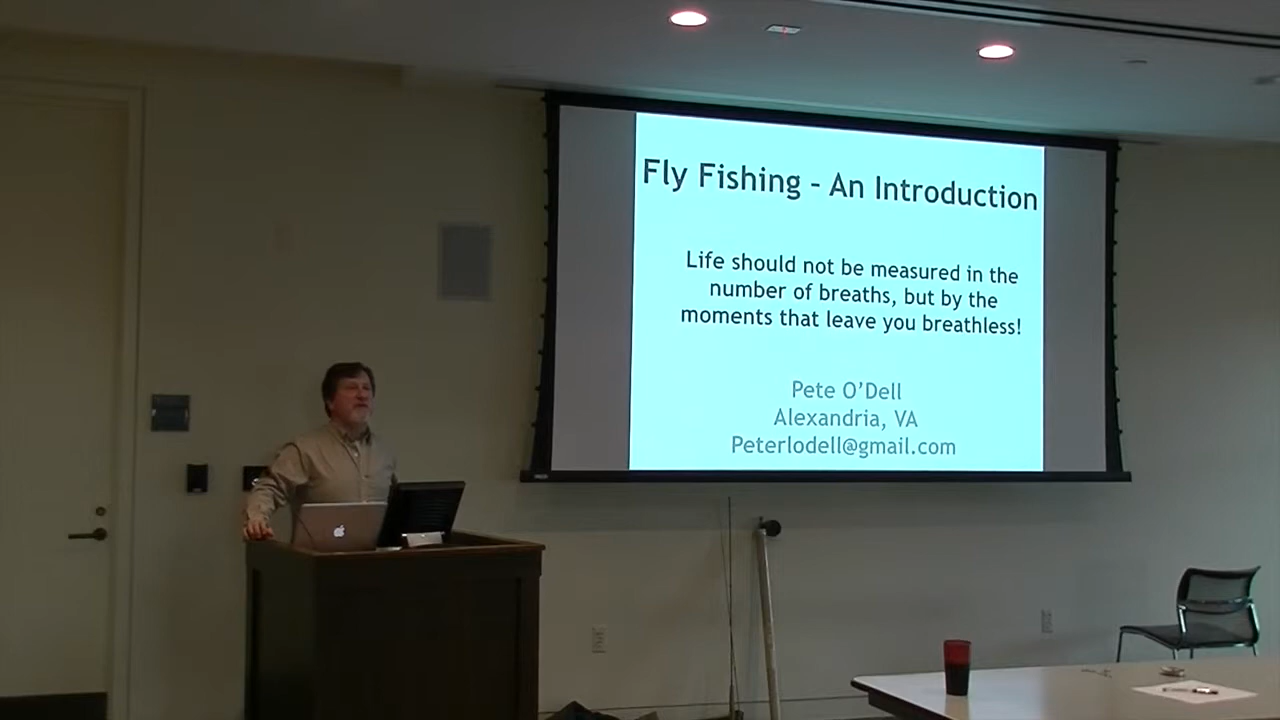 Fly Fishing - An Introduction
Life should not be measured in the
number of breaths, but by the
moments that leave you breathless!
Pete O'Dell
Alexandria, VA
Peterlodell@gmail.com